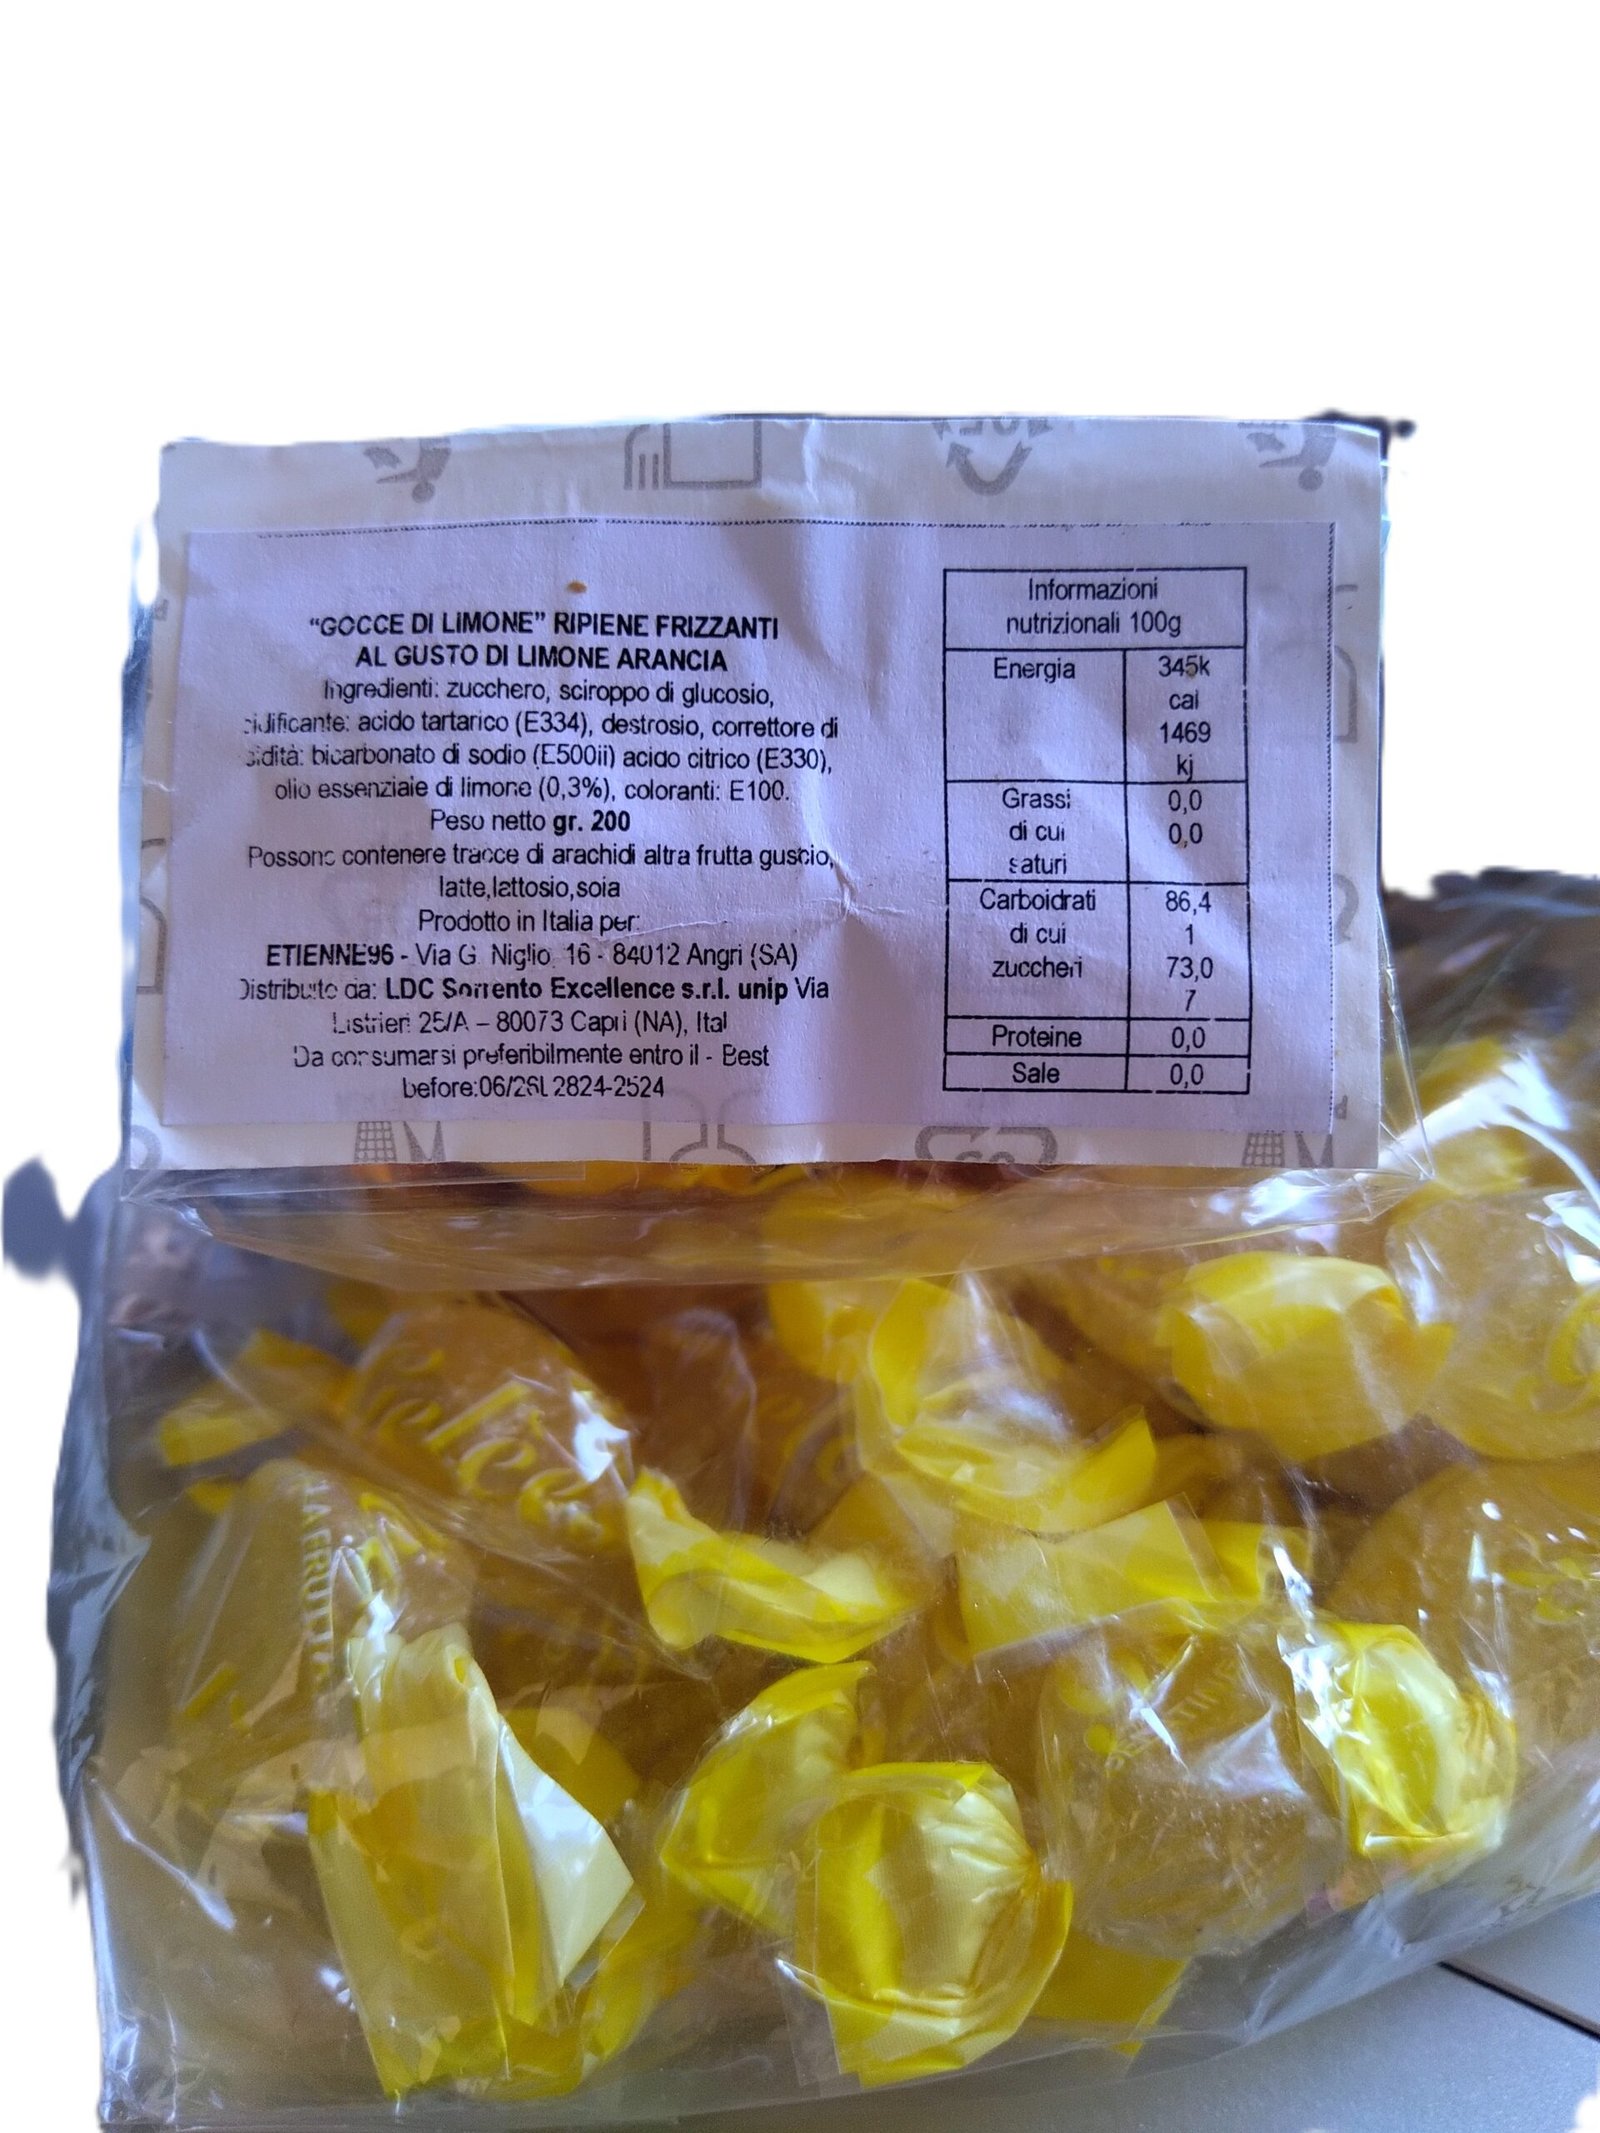 "GOCCE DI LIMONE" RIPIENE FRIZZANTI
AL GUSTO DI LIMONE ARANCIA
Ingredienti: zucchero, sciroppo di glucosio,
idificante: acido tartarico (E334), destrosio, correttore di
idità: bicarbonato di sodio (E500ii) acido citrico (E330),
olio essenziale di limone (0,3%), coloranti: E100.
Peso netto gr. 200
Possono contenere tracce di arachidi altra frutta guscio,
latte,lattosio,soia
Prodotto in Italia per:
ETIENNE96 - Via G. Niglio, 16 - 84012 Angri (SA)
Distribuito da: LDC Sorrento Excellence s.r.l. unip Via
Listrieri 25/A – 80073 Capri (NA), Ital
Da consumarsi preferibilmente entro il - Best
before:06/26L 2824-2524
Informazioni
nutrizionali 100g
Energia 345k
cal
1469
kj
Grassi 0,0
di cui 0,0
saturi
Carboidrati 86,4
di cui 1
zuccheri 73,0
7
Proteine 0,0
Sale 0,0